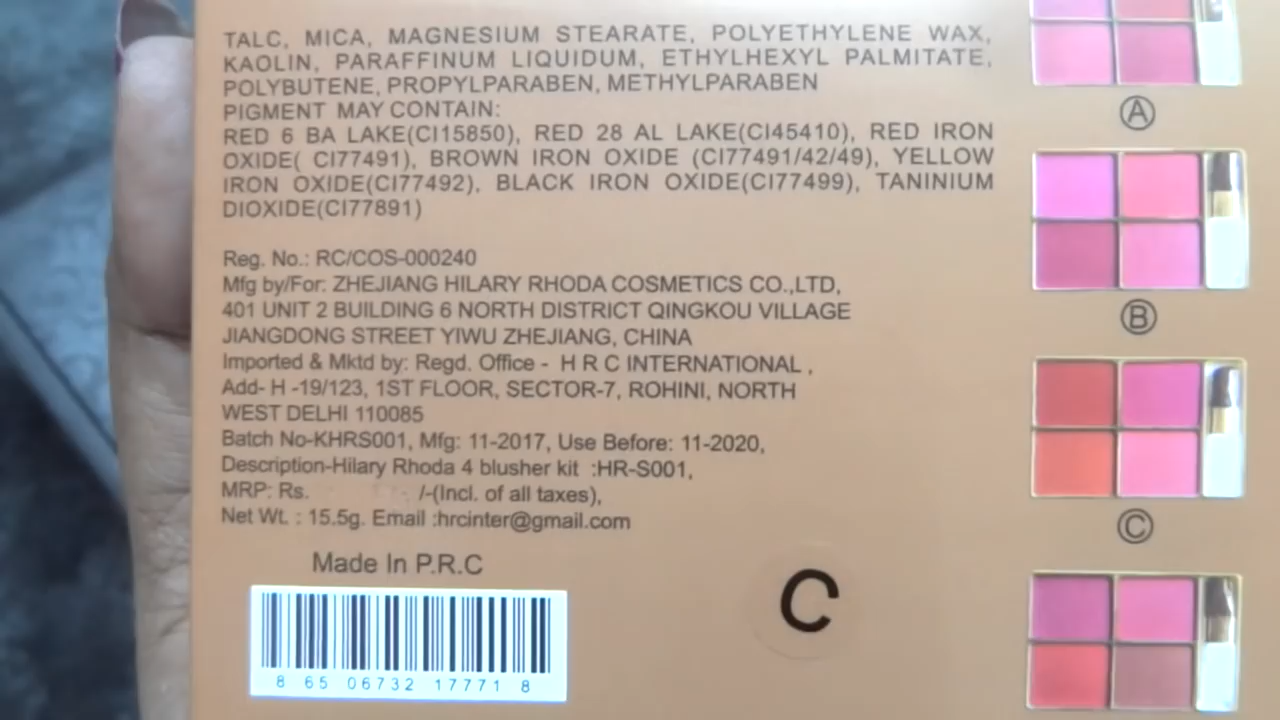 TALC, MICA, MAGNESIUM STEARATE, POLYETHYLENE WAX,
KAOLIN, PARAFFINUM LIQUIDUM, ETHYLHEXYL PALMITATE,
POLYBUTENE, PROPYLPARABEN, METHYLPARABEN
PIGMENT MAY CONTAIN:
RED 6 BA LAKE(CI15850), RED 28 AL LAKE(CI45410), RED IRON
OXIDE( CI77491), BROWN IRON OXIDE (CI77491/42/49), YELLOW
IRON OXIDE(CI77492), BLACK IRON OXIDE(CI77499), TANINIUM
DIOXIDE(CI77891)
Reg. No.: RC/COS-000240
Mfg by/For: ZHEJIANG HILARY RHODA COSMETICS CO.,LTD,
401 UNIT 2 BUILDING 6 NORTH DISTRICT QINGKOU VILLAGE
JIANGDONG STREET YIWU ZHEJIANG, CHINA
Imported & Mktd by: Regd. Office - H R C INTERNATIONAL ,
Add- H -19/123, 1ST FLOOR, SECTOR-7, ROHINI, NORTH
WEST DELHI 110085
Batch No-KHRS001, Mfg: 11-2017, Use Before: 11-2020,
Description-Hilary Rhoda 4 blusher kit :HR-S001,
MRP: Rs. /-(Incl. of all taxes),
Net Wt. : 15.5g. Email :hrcinter@gmail.com
Made In P.R.C
8 65 06732 17771 8
C
A
B
C